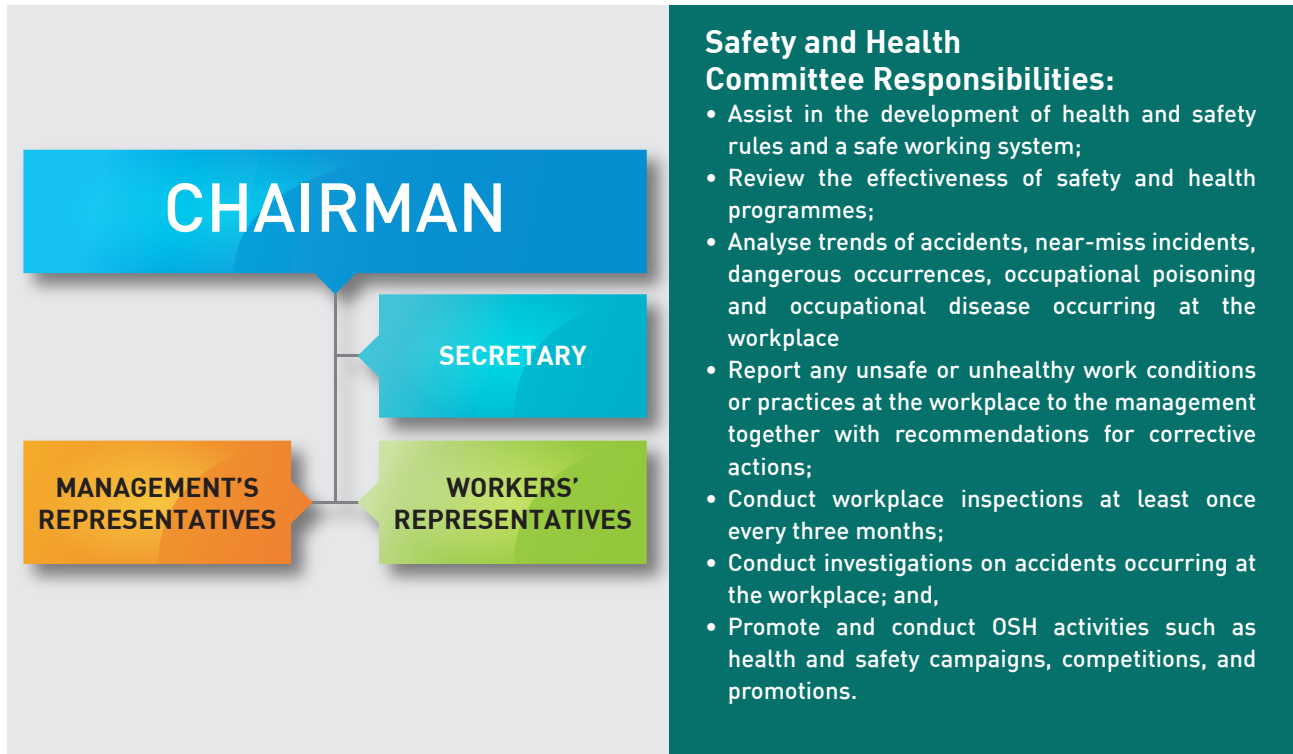 CHAIRMAN
SECRETARY
MANAGEMENT'S
REPRESENTATIVES
WORKERS'
REPRESENTATIVES
Safety and Health
Committee Responsibilities:
• Assist in the development of health and safety
rules and a safe working system;
• Review the effectiveness of safety and health
programmes;
• Analyse trends of accidents, near-miss incidents,
dangerous occurrences, occupational poisoning
and occupational disease occurring at the
workplace
• Report any unsafe or unhealthy work conditions
or practices at the workplace to the management
together with recommendations for corrective
actions;
• Conduct workplace inspections at least once
every three months;
• Conduct investigations on accidents occurring at
the workplace; and,
• Promote and conduct OSH activities such as
health and safety campaigns, competitions, and
promotions.